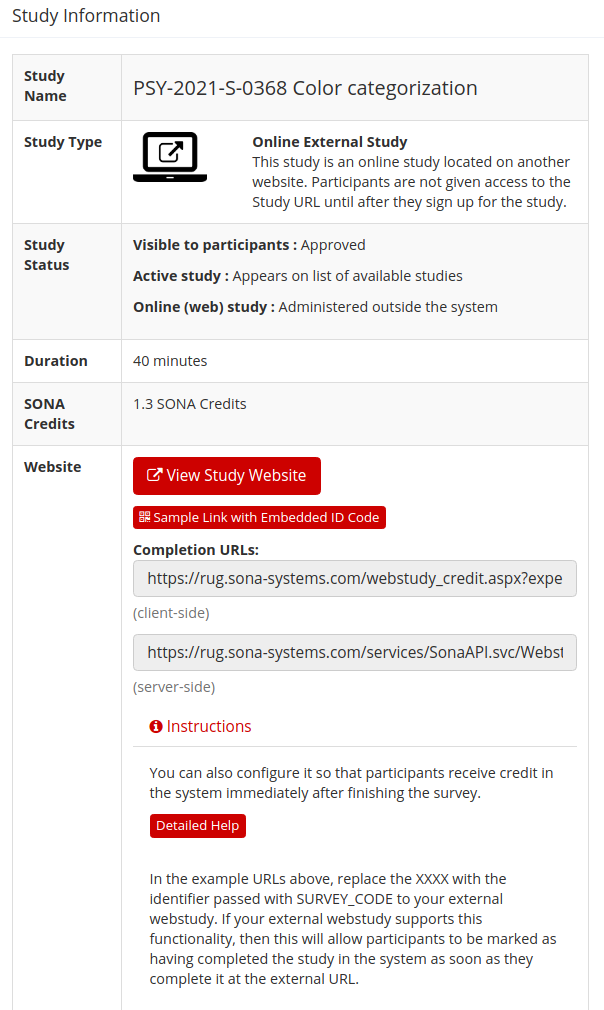 Study Information
Study
Name
PSY-2021-S-0368 Color categorization
Study Type
Online External Study
This study is an online study located on another
website. Participants are not given access to the
Study URL until after they sign up for the study.
Study
Status
Visible to participants : Approved
Active study : Appears on list of available studies
Online (web) study : Administered outside the system
Duration
40 minutes
SONA
Credits
1.3 SONA Credits
Website
View Study Website
Sample Link with Embedded ID Code
Completion URLs:
https://rug.sona-systems.com/webstudy_credit.aspx?expe
(client-side)
https://rug.sona-systems.com/services/SonaAPI.svc/Webst
(server-side)
Instructions
You can also configure it so that participants receive credit in
the system immediately after finishing the survey.
Detailed Help
In the example URLs above, replace the XXXX with the
identifier passed with SURVEY_CODE to your external
webstudy. If your external webstudy supports this
functionality, then this will allow participants to be marked as
having completed the study in the system as soon as they
complete it at the external URL.